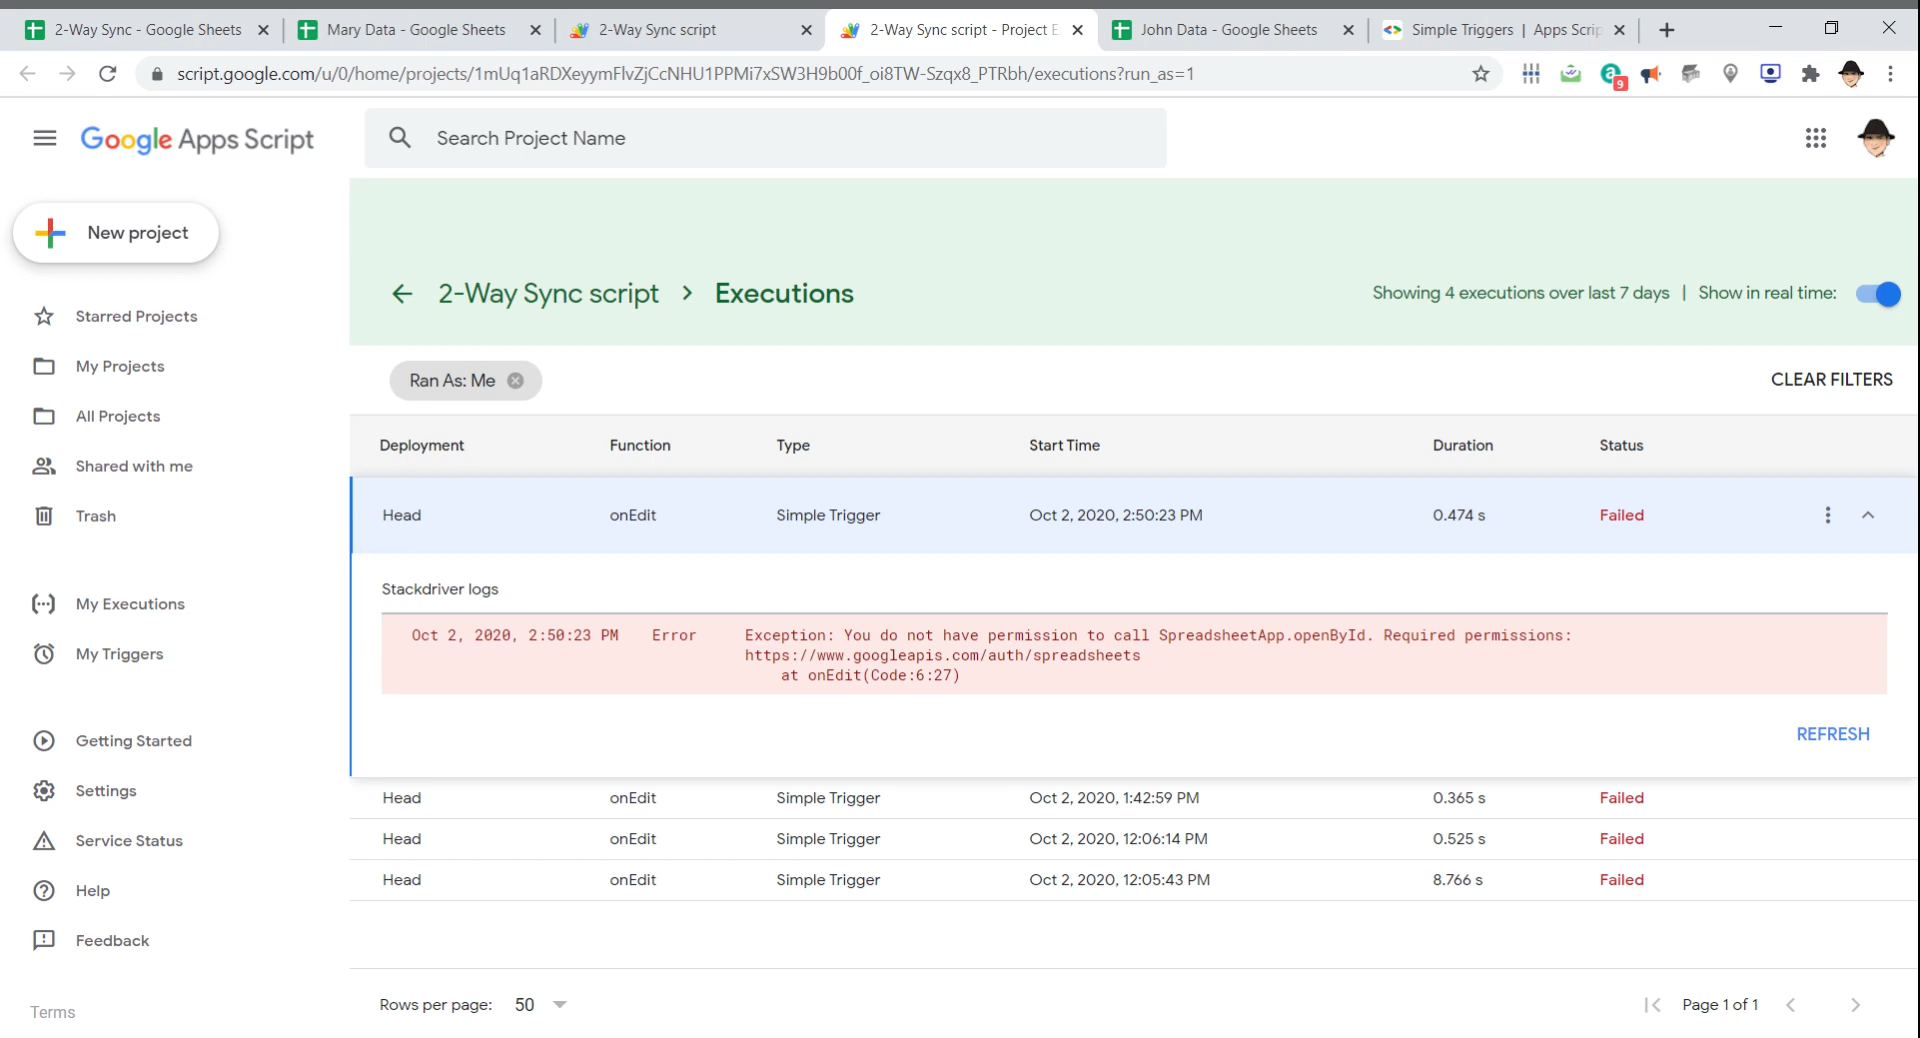 2-Way Sync - Google Sheets
Mary Data - Google Sheets
2-Way Sync script
2-Way Sync script - Project E
John Data - Google Sheets
Simple Triggers | Apps Scrip
script.google.com/u/0/home/projects/1mUq1aRDXeyymFlvZjCcNHU1PPMi7xSW3H9b00f_oi8TW-Szqx8_PTRbh/executions?run_as=1
9
Google Apps Script
Search Project Name
New project
Starred Projects
My Projects
All Projects
Shared with me
Trash
My Executions
My Triggers
Getting Started
Settings
Service Status
Help
Feedback
Terms
2-Way Sync script > Executions
Showing 4 executions over last 7 days | Show in real time:
Ran As: Me
CLEAR FILTERS
Deployment Function Type Start Time Duration Status
Head onEdit Simple Trigger Oct 2, 2020, 2:50:23 PM 0.474 s Failed
Stackdriver logs
Oct 2, 2020, 2:50:23 PM Error Exception: You do not have permission to call SpreadsheetApp.openById. Required permissions:
https://www.googleapis.com/auth/spreadsheets
at onEdit(Code:6:27)
REFRESH
Head onEdit Simple Trigger Oct 2, 2020, 1:42:59 PM 0.365 s Failed
Head onEdit Simple Trigger Oct 2, 2020, 12:06:14 PM 0.525 s Failed
Head onEdit Simple Trigger Oct 2, 2020, 12:05:43 PM 8.766 s Failed
Rows per page: 50
Page 1 of 1